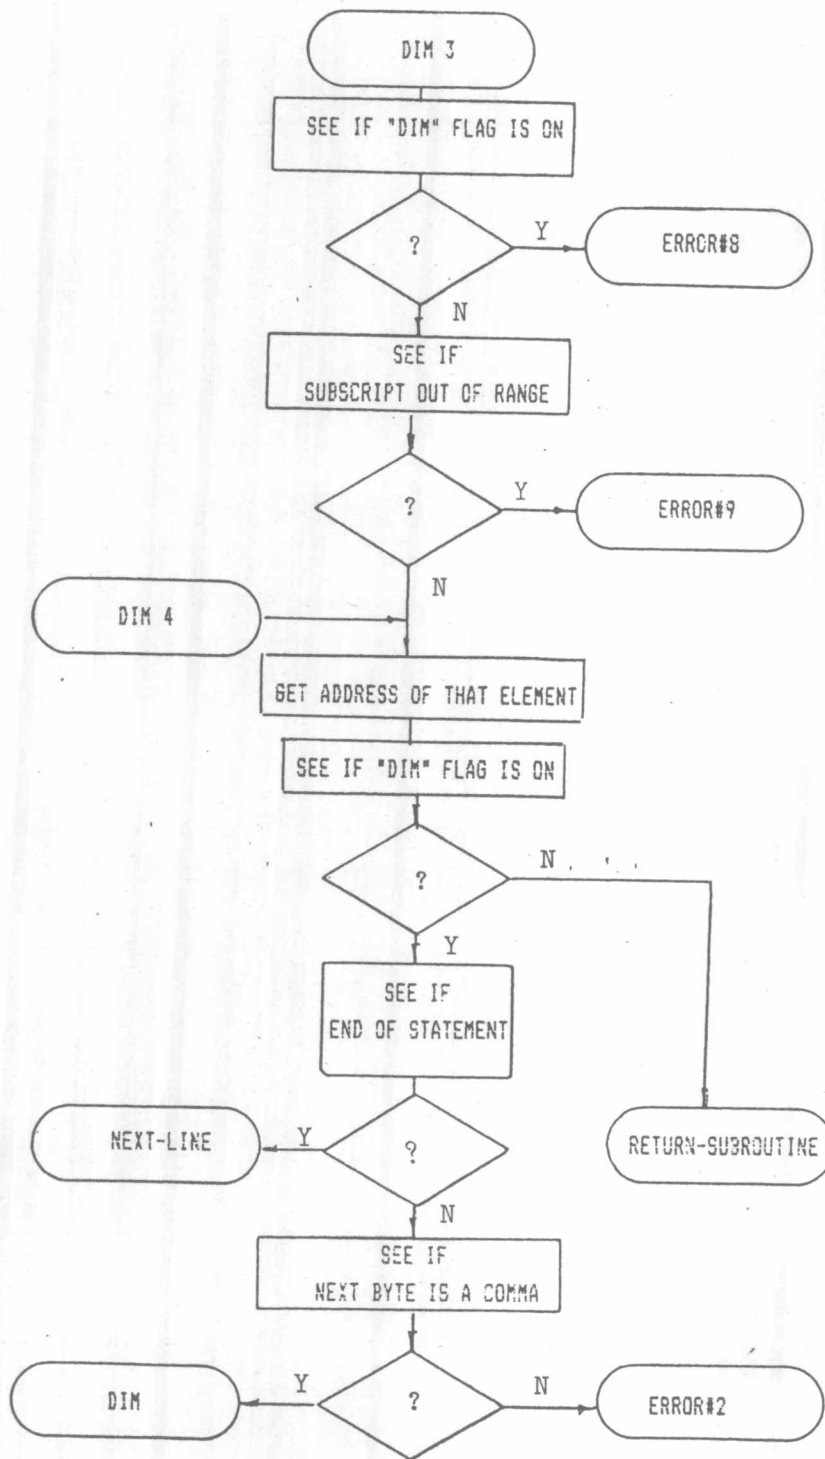 DIM 3
SEE IF "DIM" FLAG IS ON
?
Y
ERROR#8
N
SEE IF
SUBSCRIPT OUT OF RANGE
?
Y
ERROR#9
N
DIM 4
GET ADDRESS OF THAT ELEMENT
SEE IF "DIM" FLAG IS ON
?
N
Y
SEE IF
END OF STATEMENT
NEXT-LINE
Y
?
RETURN-SUBROUTINE
N
SEE IF
NEXT BYTE IS A COMMA
DIM
Y
?
N
ERROR#2